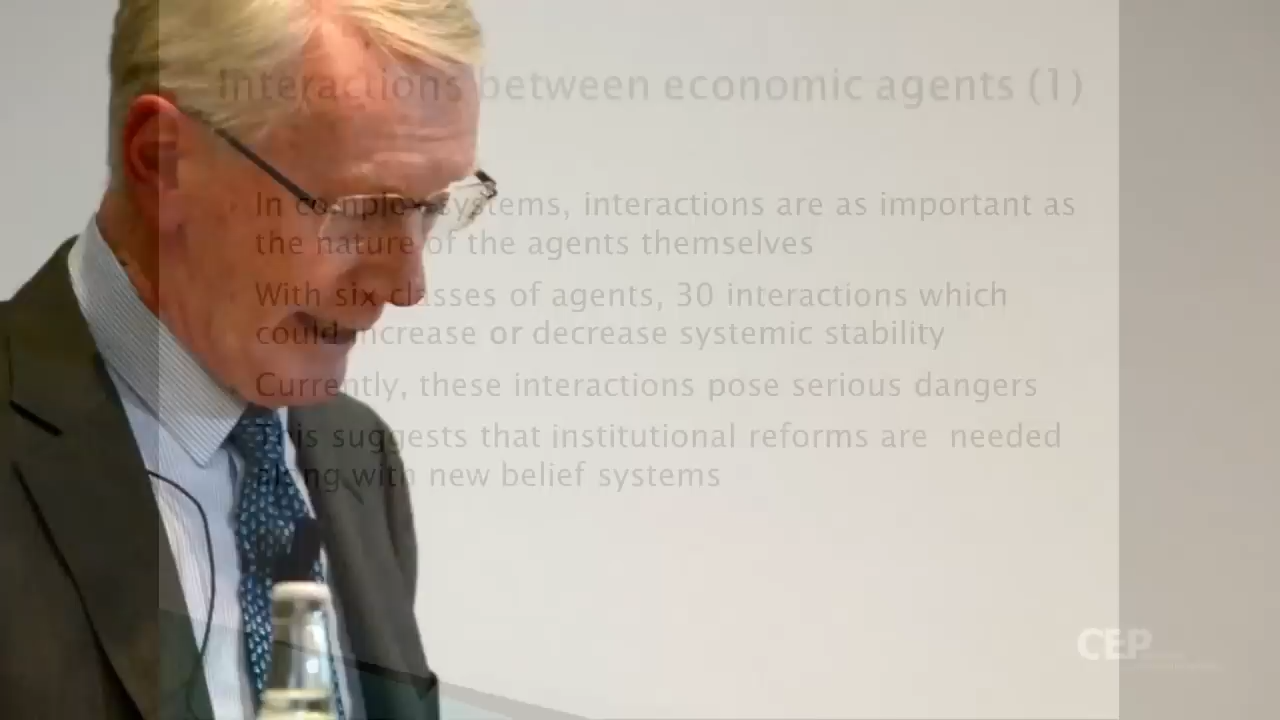 Interactions between economic agents (1)
In complex systems, interactions are as important as
the nature of the agents themselves
With six classes of agents, 30 interactions which
could increase or decrease systemic stability
Currently, these interactions pose serious dangers
This suggests that institutional reforms are  needed
along with new belief systems
CEP